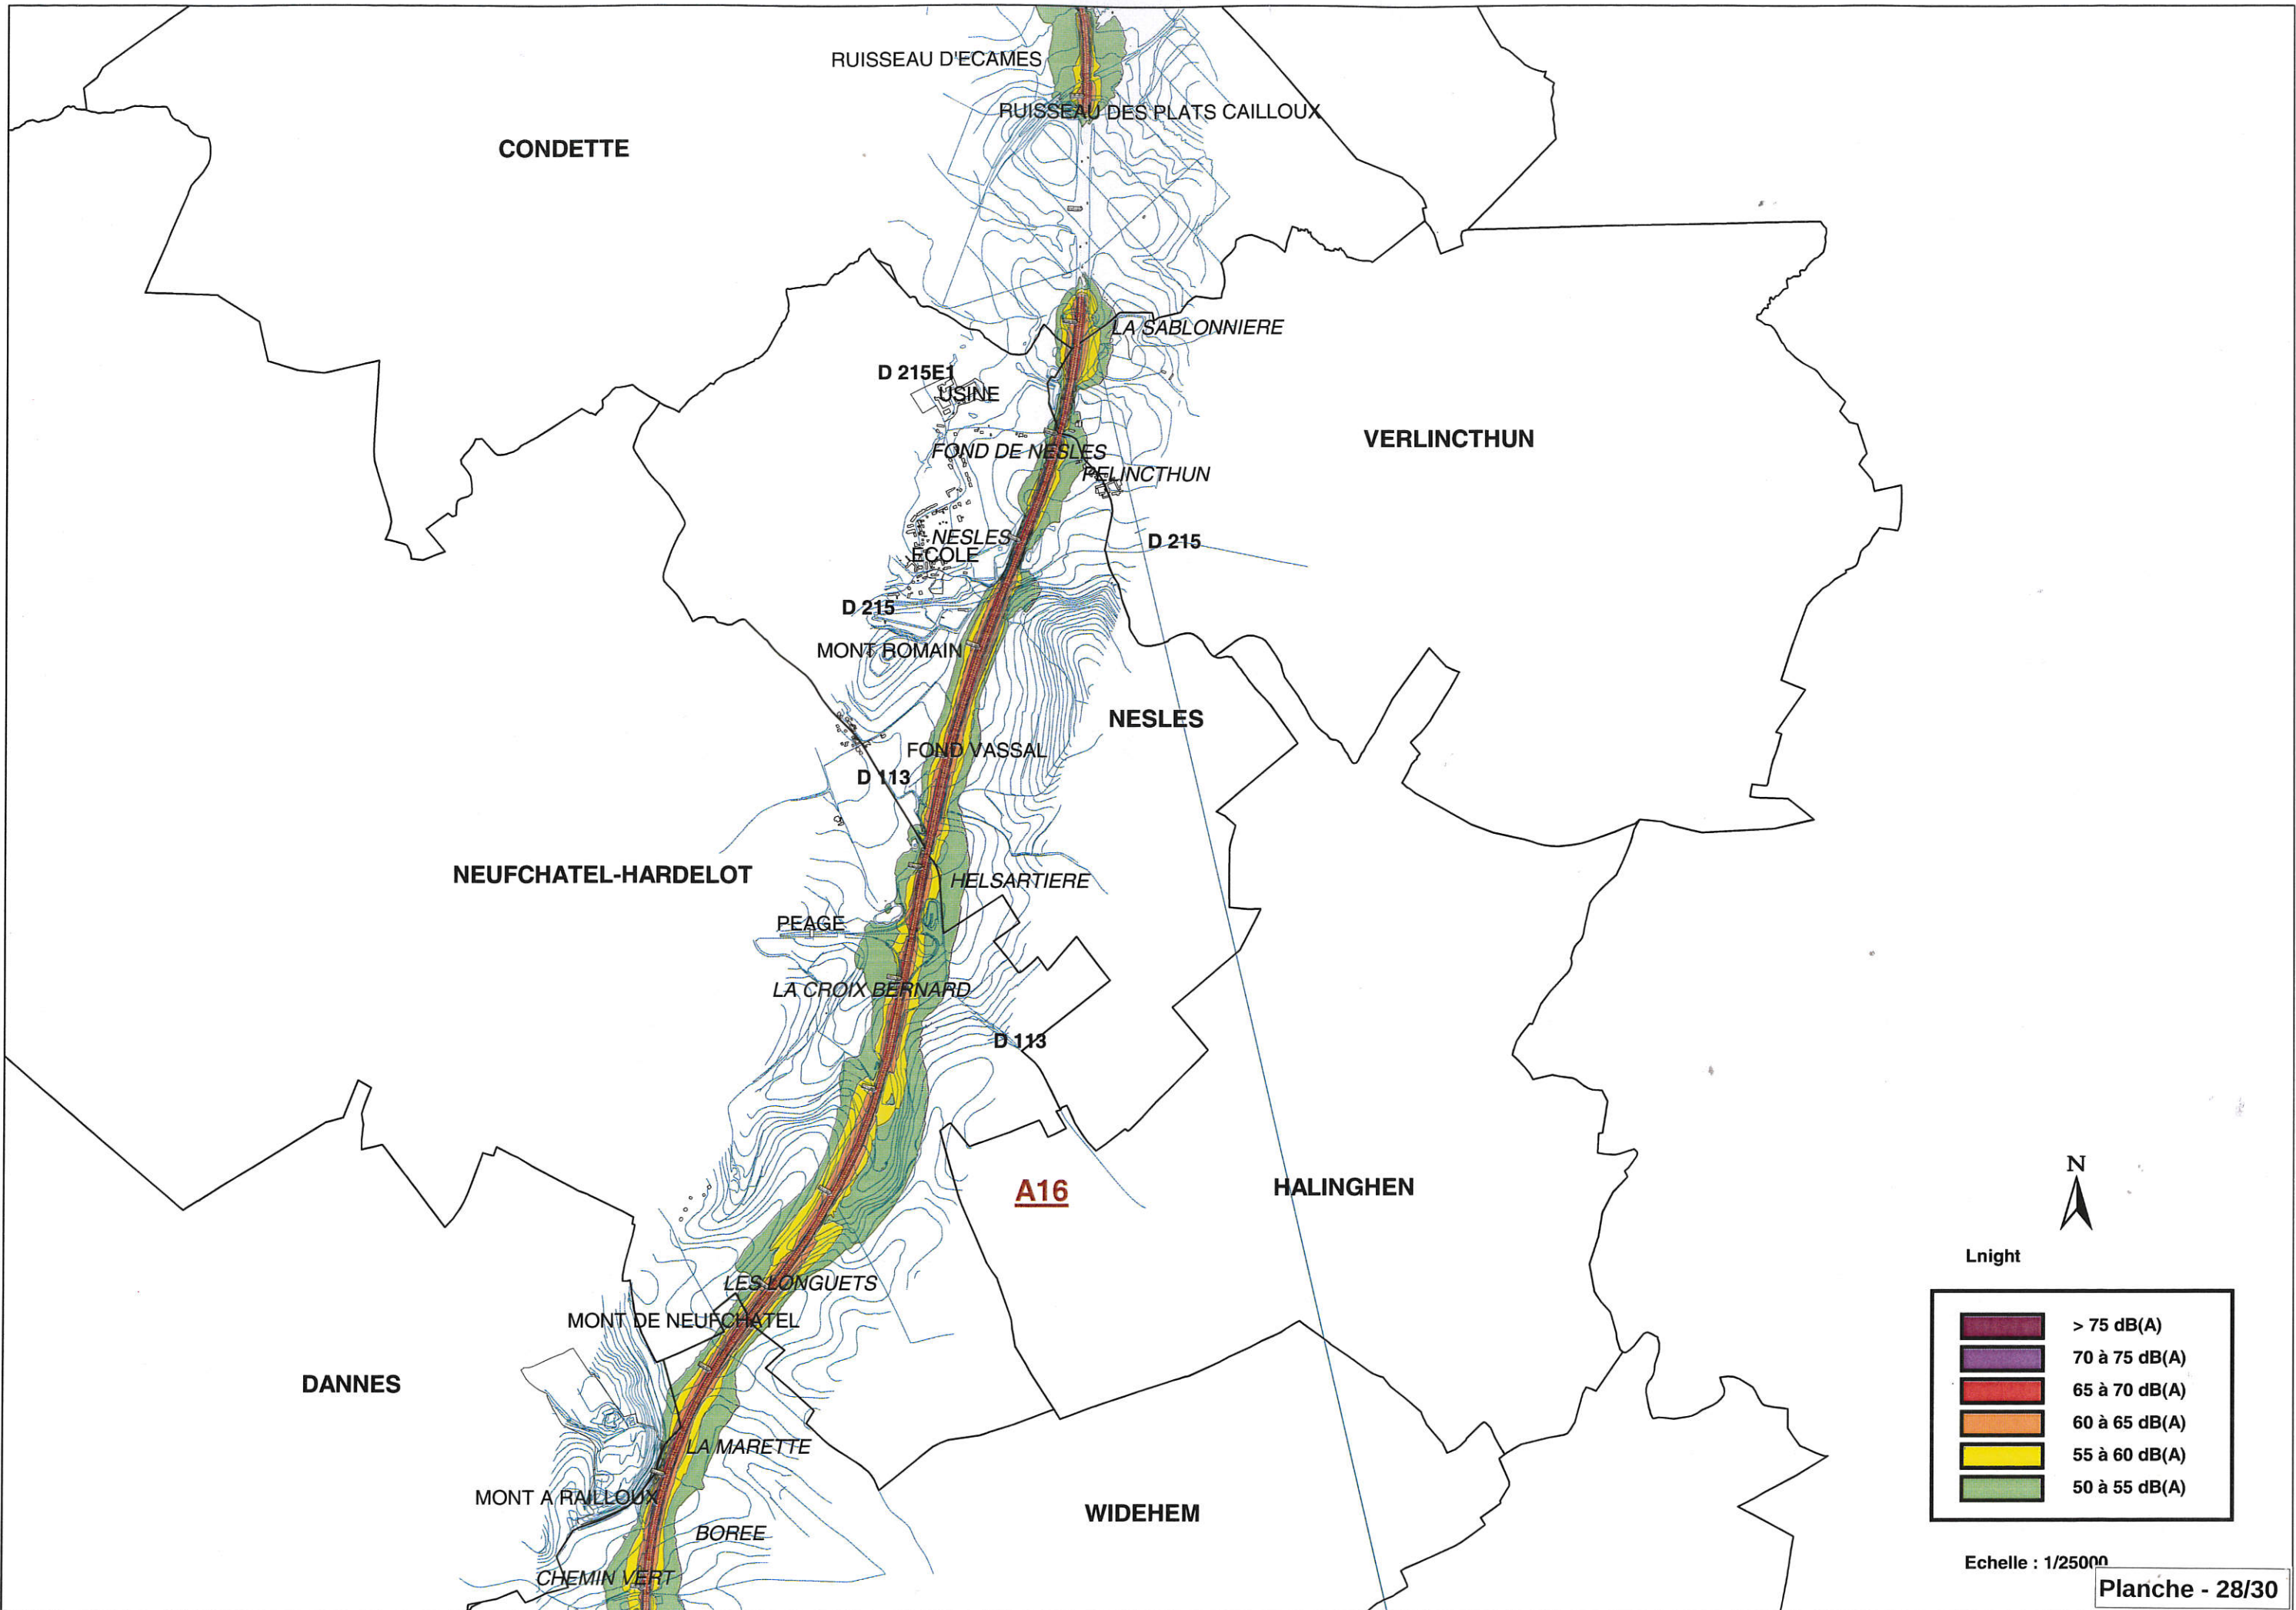 RUISSEAU D'ECAMES
RUISSEAU DES PLATS CAILLOUX
CONDETTE
LA SABLONNIERE
D 215E1
USINE
VERLINCTHUN
FOND DE NESLES
PELINCTHUN
NESLES
D 215
ECOLE
D 215
MONT ROMAIN
NESLES
FOND VASSAL
D 113
NEUFCHATEL-HARDELOT
HELSARTIERE
PEAGE
LA CROIX BERNARD
D 113
N
A16
HALINGHEN
Lnight
LES LONGUETS
MONT DE NEUFCHATEL
> 75 dB(A)
70 à 75 dB(A)
DANNES
65 à 70 dB(A)
60 à 65 dB(A)
LA MARETTE
55 à 60 dB(A)
50 à 55 dB(A)
MONT A RAILLOUX
WIDEHEM
BOREE
Echelle : 1/25000
CHEMIN VERT
Planche - 28/30